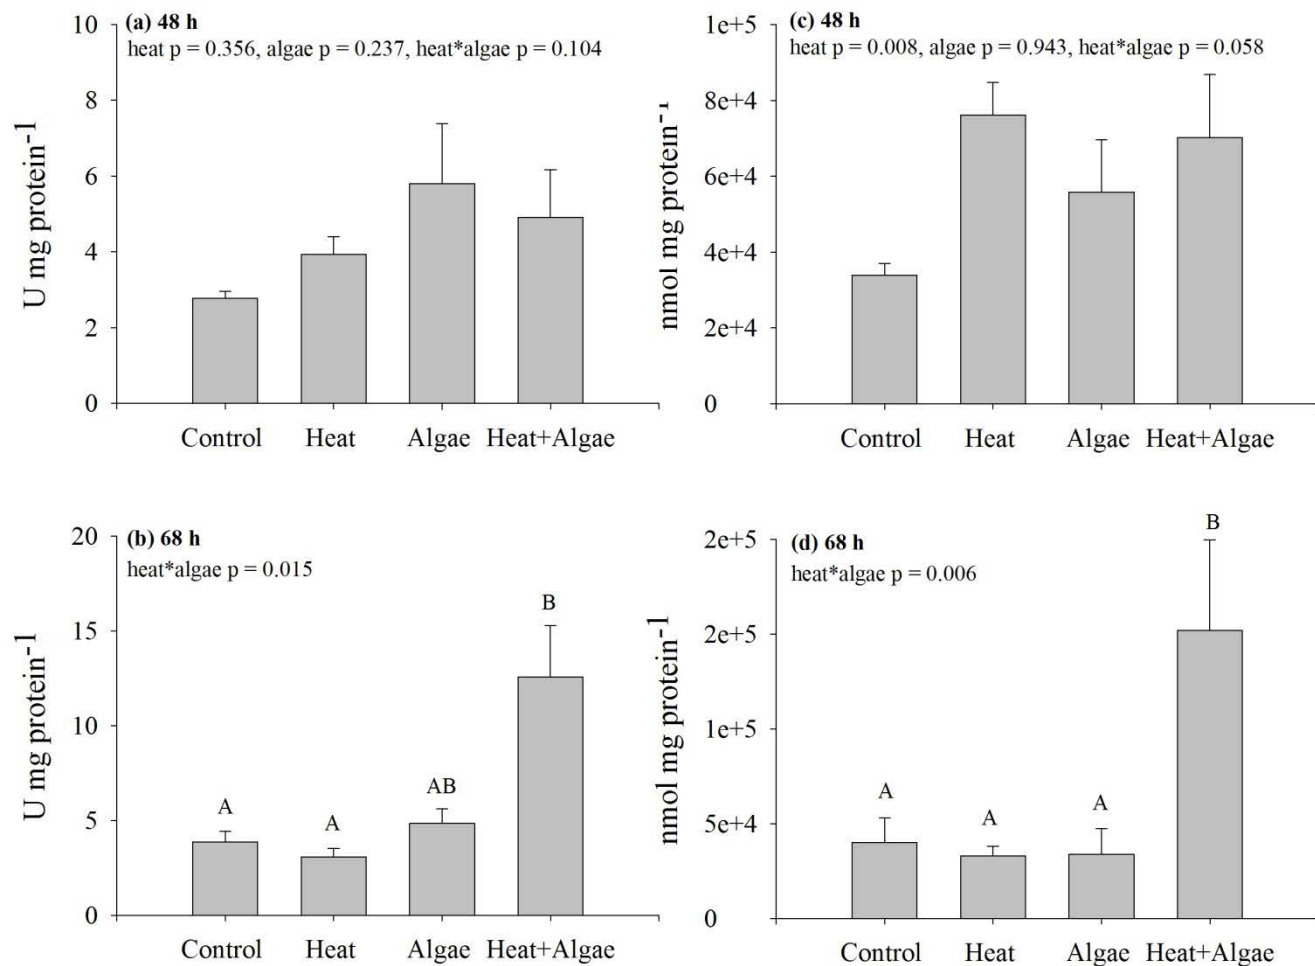 (a) 48 h
heat p = 0.356, algae p = 0.237, heat*algae p = 0.104
U mg protein-1
10
8
6
4
2
0
Control Heat Algae Heat+Algae
(c) 48 h
heat p = 0.008, algae p = 0.943, heat*algae p = 0.058
nmol mg protein-1
1e+5
8e+4
6e+4
4e+4
2e+4
0
Control Heat Algae Heat+Algae
(b) 68 h
heat*algae p = 0.015
U mg protein-1
20
15
10
5
0
A A AB B
Control Heat Algae Heat+Algae
(d) 68 h
heat*algae p = 0.006
nmol mg protein-1
2e+5
2e+5
1e+5
5e+4
0
A A A B
Control Heat Algae Heat+Algae